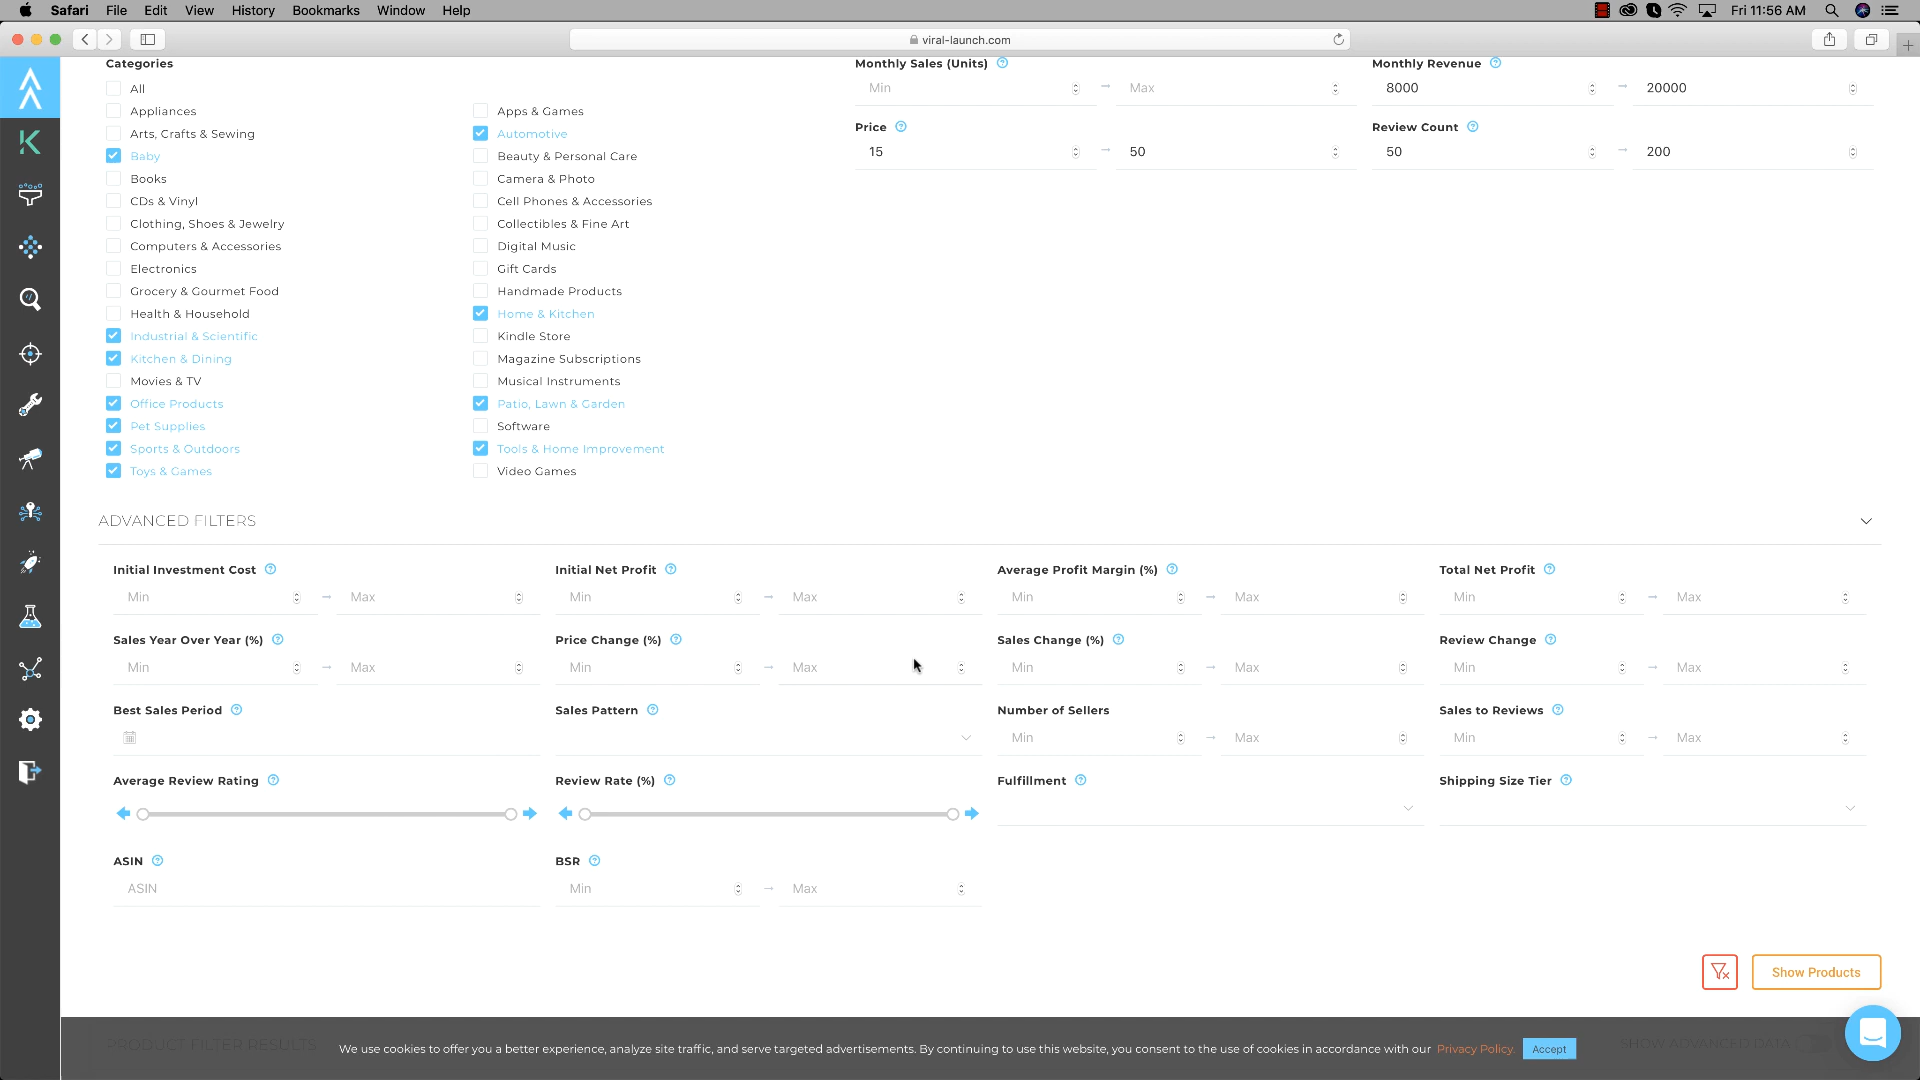 Safari File Edit View History Bookmarks Window Help Fri 11:56 AM
viral-launch.com
Categories
All
Appliances
Arts, Crafts & Sewing
Baby
Books
CDs & Vinyl
Clothing, Shoes & Jewelry
Computers & Accessories
Electronics
Grocery & Gourmet Food
Health & Household
Industrial & Scientific
Kitchen & Dining
Movies & TV
Office Products
Pet Supplies
Sports & Outdoors
Toys & Games
Apps & Games
Automotive
Beauty & Personal Care
Camera & Photo
Cell Phones & Accessories
Collectibles & Fine Art
Digital Music
Gift Cards
Handmade Products
Home & Kitchen
Kindle Store
Magazine Subscriptions
Musical Instruments
Patio, Lawn & Garden
Software
Tools & Home Improvement
Video Games
Monthly Sales (Units)
Min → Max
Monthly Revenue
8000 → 20000
Price
15 → 50
Review Count
50 → 200
ADVANCED FILTERS
Initial Investment Cost
Min → Max
Initial Net Profit
Min → Max
Average Profit Margin (%)
Min → Max
Total Net Profit
Min → Max
Sales Year Over Year (%)
Min → Max
Price Change (%)
Min → Max
Sales Change (%)
Min → Max
Review Change
Min → Max
Best Sales Period
Sales Pattern
Number of Sellers
Min → Max
Sales to Reviews
Min → Max
Average Review Rating
Review Rate (%)
Fulfillment
Shipping Size Tier
ASIN
ASIN
BSR
Min → Max
Show Products
PRODUCT FILTER RESULTS
We use cookies to offer you a better experience, analyze site traffic, and serve targeted advertisements. By continuing to use this website, you consent to the use of cookies in accordance with our Privacy Policy.
Accept
SHOW ADVANCED DATA